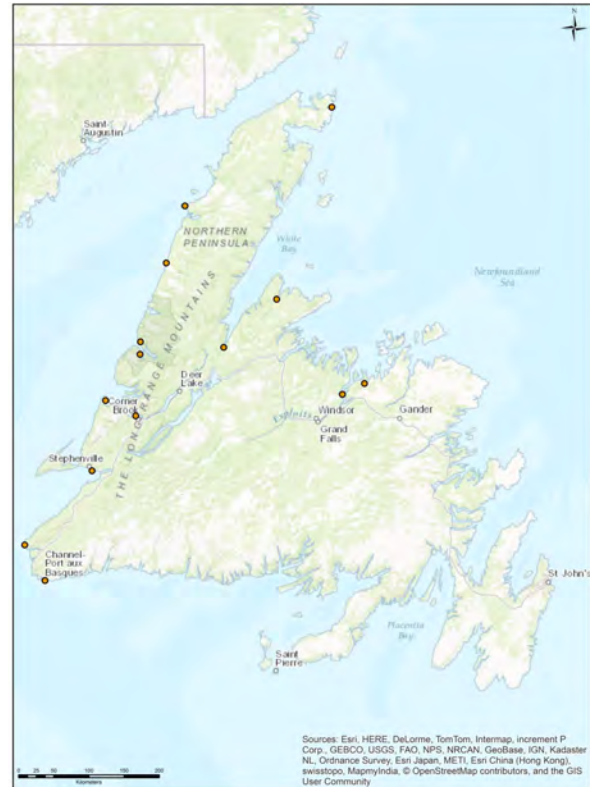 N
Saint-
Augustin
NORTHERN
PENINSULA
White
Bay
Newfoundland
Sea
THE LONG RANGE MOUNTAINS
Deer
Lake
Corner
Brook
Exploits
Windsor
Grand
Falls
Gander
Stephenville
Channel-
Port aux
Basques
St John's
Placentia
Bay
Saint
Pierre
Sources: Esri, HERE, DeLorme, TomTom, Intermap, increment P
Corp., GEBCO, USGS, FAO, NPS, NRCAN, GeoBase, IGN, Kadaster
NL, Ordnance Survey, Esri Japan, METI, Esri China (Hong Kong),
swisstopo, MapmyIndia, © OpenStreetMap contributors, and the GIS
User Community
0 25 50 100 150 200
Kilometers